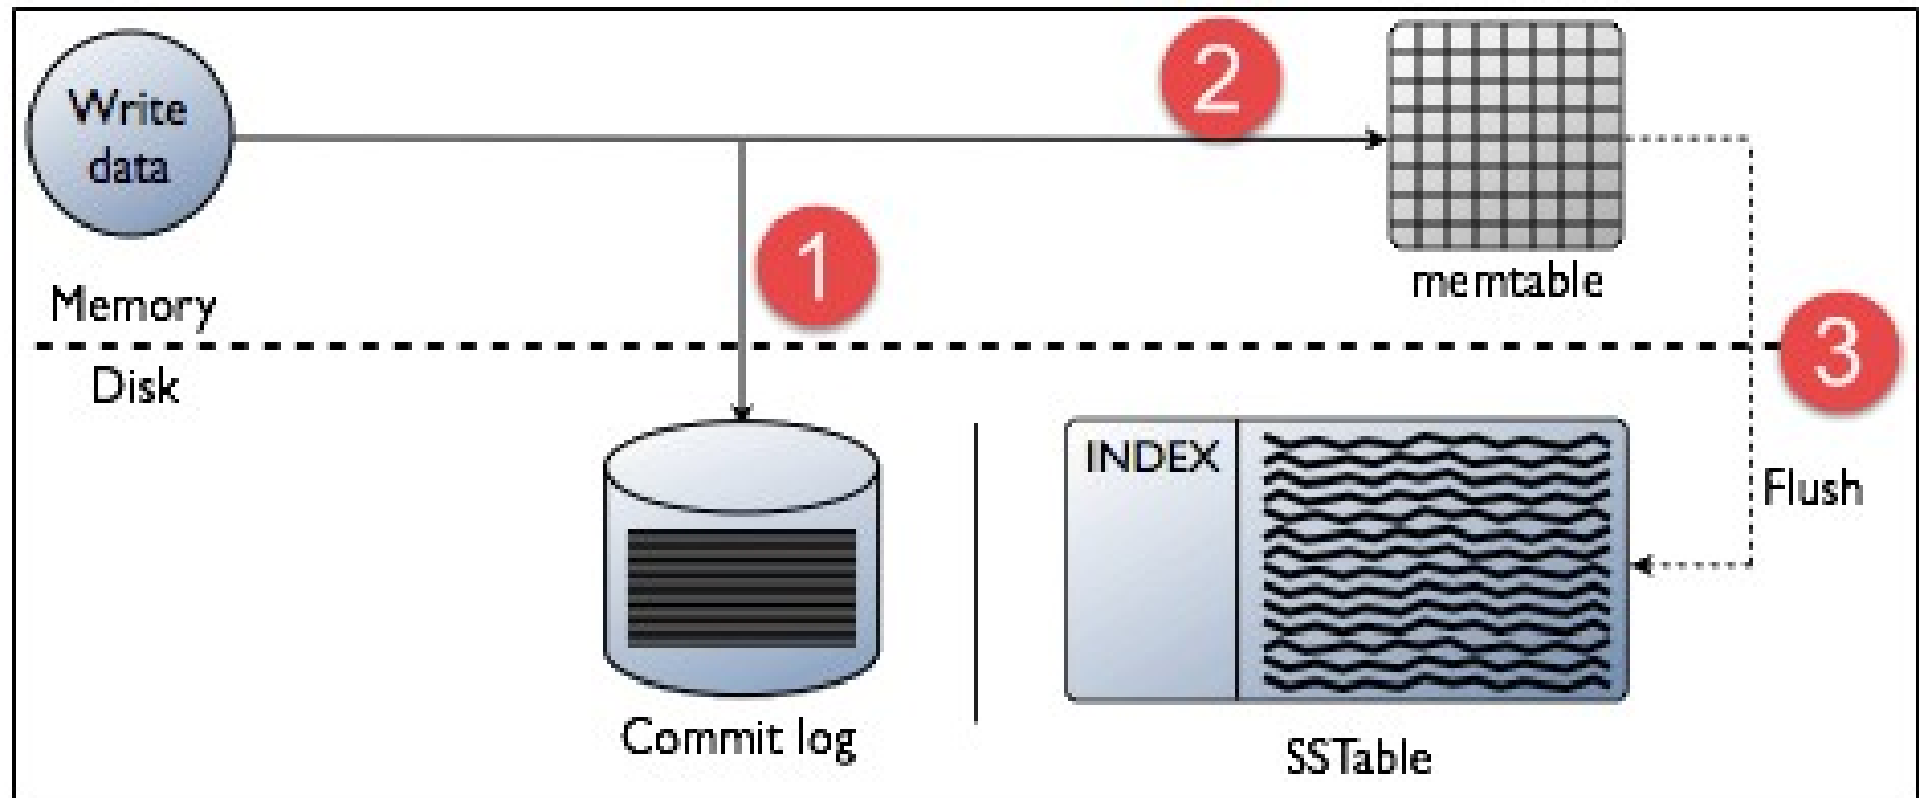 Write
data
2
memtable
1
Memory
Disk
3
INDEX
Flush
Commit log
SSTable